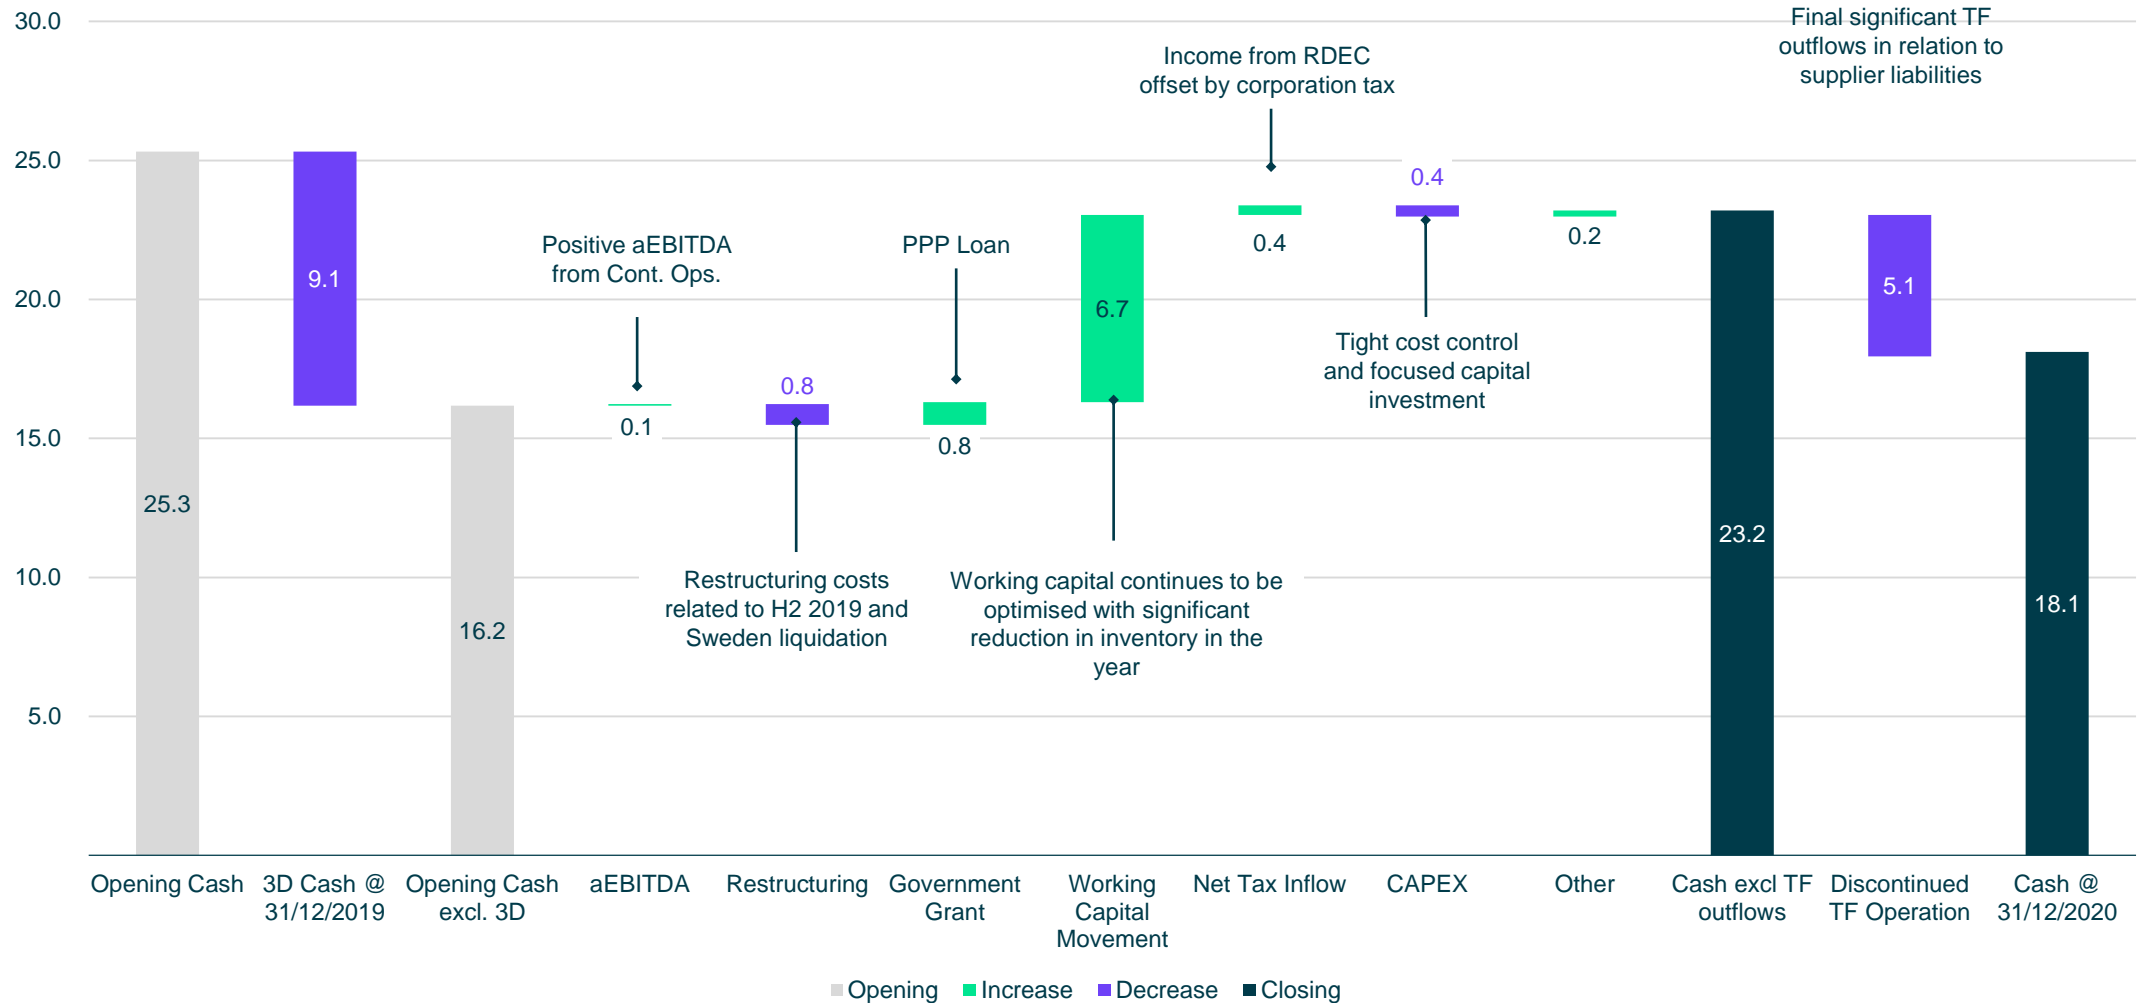 30.0
25.0
20.0
15.0
10.0
5.0
Final significant TF
outflows in relation to
supplier liabilities
Income from RDEC
offset by corporation tax
Positive aEBITDA
from Cont. Ops.
PPP Loan
Tight cost control
and focused capital
investment
Restructuring costs
related to H2 2019 and
Sweden liquidation
Working capital continues to be
optimised with significant
reduction in inventory in the
year
25.3
9.1
16.2
0.1
0.8
0.8
6.7
0.4
0.4
0.2
23.2
5.1
18.1
Opening Cash
3D Cash @
31/12/2019
Opening Cash
excl. 3D
aEBITDA
Restructuring
Government
Grant
Working
Capital
Movement
Net Tax Inflow
CAPEX
Other
Cash excl TF
outflows
Discontinued
TF Operation
Cash @
31/12/2020
Opening
Increase
Decrease
Closing